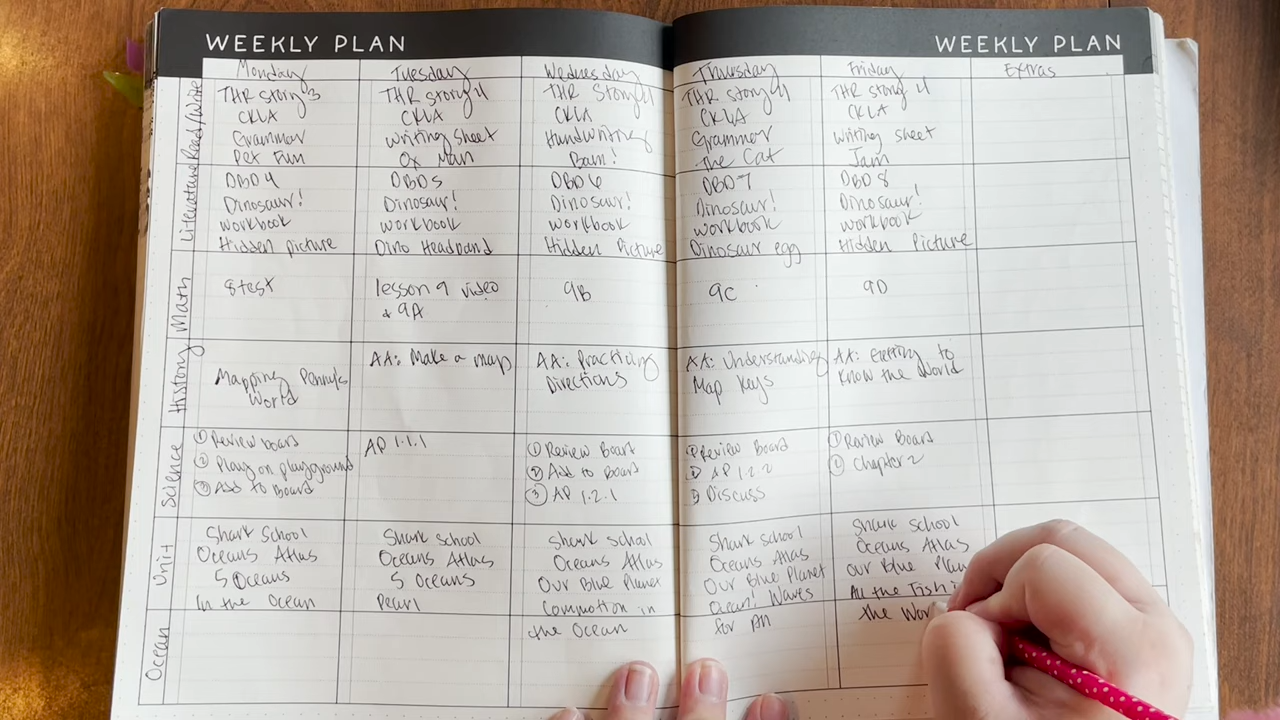 WEEKLY PLAN
WEEKLY PLAN
Monday
Tuesday
Wednesday
Thursday
Friday
Extras
Read/Write
THR story 3
CKLA
Grammar
Pet Fun
THR story 4
CKLA
Writing sheet
Ox Man
THR Story 4
CKLA
Handwriting
Bam!
THR story 4
CKLA
Grammar
The Cat
THR story 4
CKLA
Writing sheet
Jam
Literature
DBD 4
Dinosaur!
workbook
Hidden picture
DBD 5
Dinosaur!
workbook
Dino Headband
DBD 6
Dinosaur!
workbook
Hidden Picture
DBD 7
Dinosaur!
workbook
Dinosaur egg
DBD 8
Dinosaur!
workbook
Hidden Picture
Math
8 test
lesson 9 video
& 9A
9B
9C
9D
History
Mapping Penny's
World
AA: Make a map
AA: Practicing
Directions
AA: Understanding
Map Keys
AA: Getting to
Know the World
Science
① Review board
② Play on playground
③ Add to Board
AP 1.1.1
① Review Board
② Add to Board
③ AP 1.2.1
① Review Board
② AP 1.2.2
③ Discuss
① Review Board
② Chapter 2
Unit
Shark School
Oceans Atlas
5 Oceans
In the Ocean
Shark School
Oceans Atlas
5 Oceans
Pearl
Shark School
Oceans Atlas
Our Blue Planet
Commotion in
the Ocean
Shark School
Oceans Atlas
Our Blue Planet
Ocean! Waves
for All
Shark School
Oceans Atlas
Our Blue Plan
All the Fish i
the Wor
Ocean